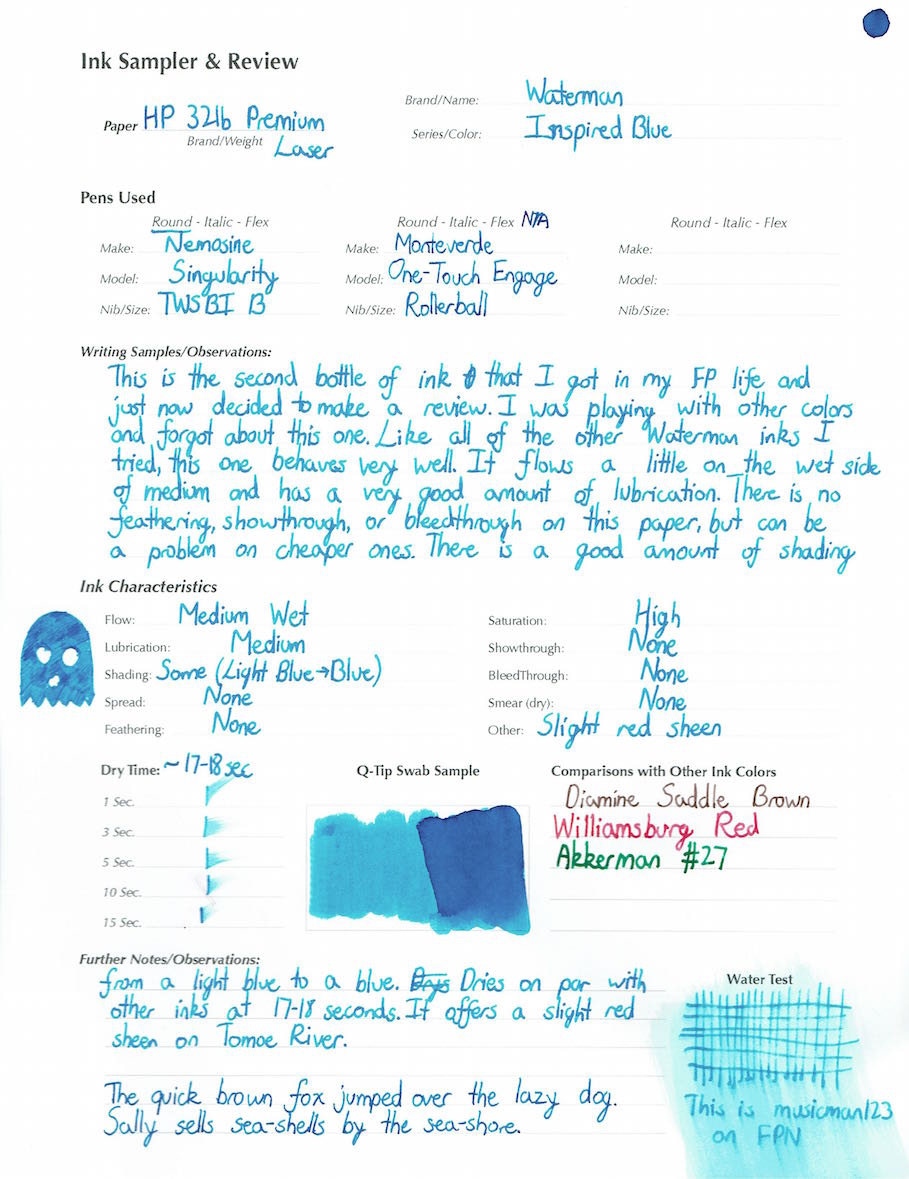 Ink Sampler & Review
Paper HP 32lb Premium
Brand/Weight Laser
Brand/Name: Waterman
Series/Color: Inspired Blue
Pens Used
Round - Italic - Flex
Make: Nemosine
Model: Singularity
Nib/Size: TWSBI B
Round - Italic - Flex N/A
Make: Monteverde
Model: One-Touch Engage
Nib/Size: Rollerball
Round - Italic - Flex
Make:
Model:
Nib/Size:
Writing Samples/Observations:
This is the second bottle of ink that I got in my FP life and
just now decided to make a review. I was playing with other colors
and forgot about this one. Like all of the other Waterman inks I
tried, this one behaves very well. It flows a little on the wet side
of medium and has a very good amount of lubrication. There is no
feathering, showthrough, or bleedthrough on this paper, but can be
a problem on cheaper ones. There is a good amount of shading
Ink Characteristics
Flow: Medium Wet
Lubrication: Medium
Shading: Some (Light Blue→Blue)
Spread: None
Feathering: None
Saturation: High
Showthrough: None
BleedThrough: None
Smear (dry): None
Other: Slight red sheen
Dry Time: ~17-18 sec
1 Sec.
3 Sec.
5 Sec.
10 Sec.
15 Sec.
Q-Tip Swab Sample
Comparisons with Other Ink Colors
Diamine Saddle Brown
Williamsburg Red
Akkerman #27
Further Notes/Observations:
from a light blue to a blue. Dries on par with
other inks at 17-18 seconds. It offers a slight red
sheen on Tomoe River.
The quick brown fox jumped over the lazy dog.
Sally sells sea-shells by the sea-shore.
Water Test
This is musicman123
on FPN